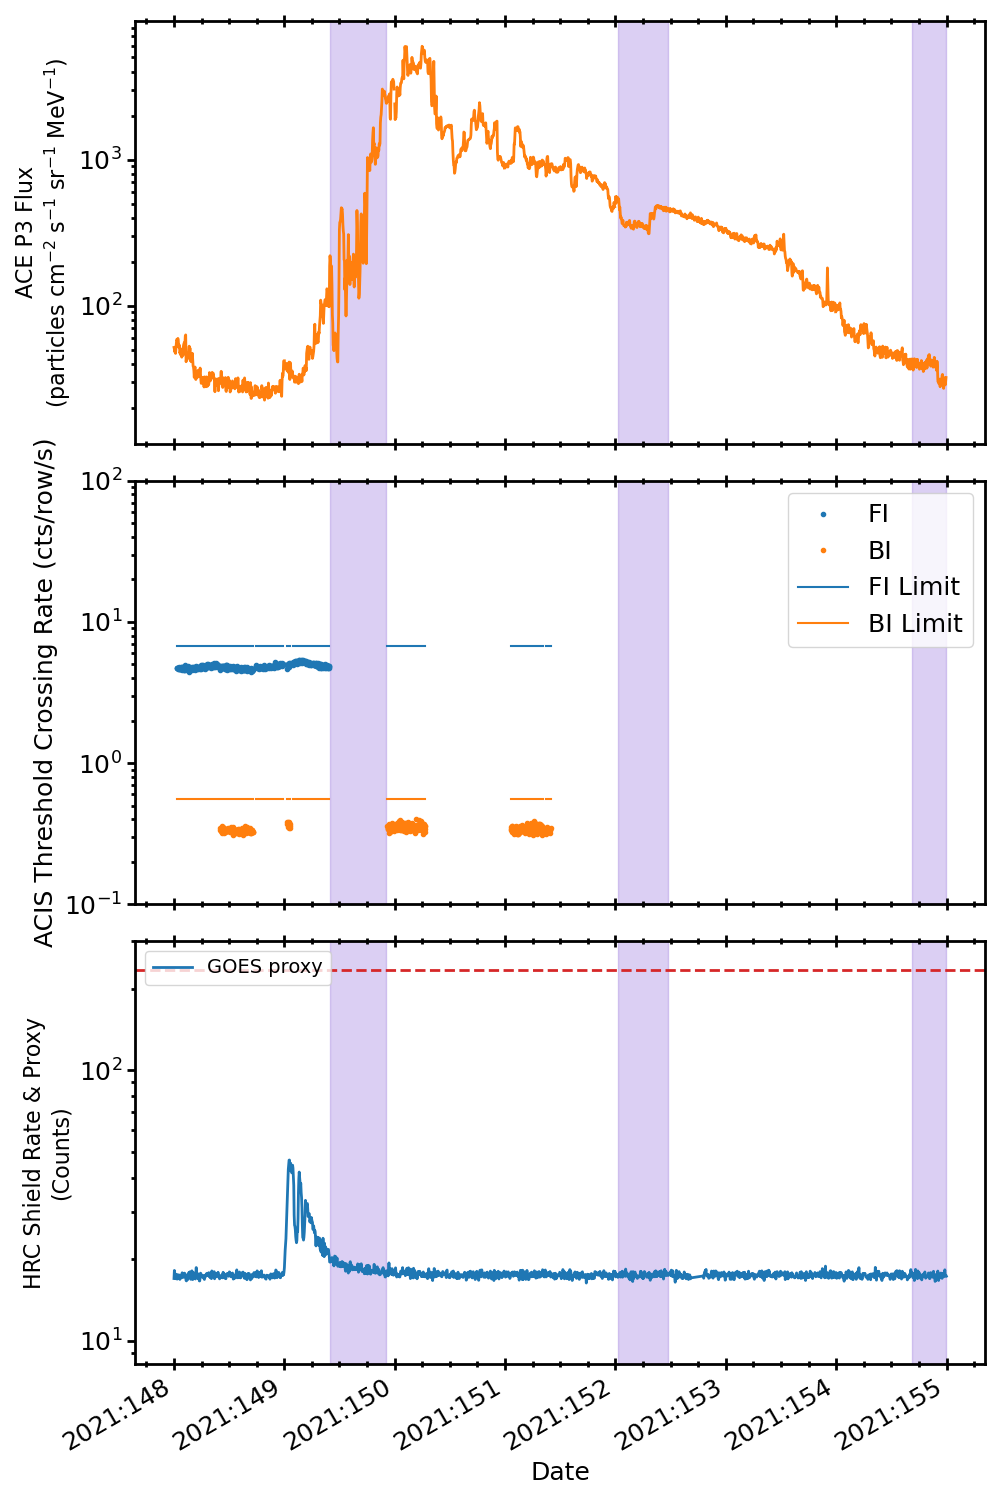 ACE P3 Flux
(particles cm⁻² s⁻¹ sr⁻¹ MeV⁻¹)
10³
10²
ACIS Threshold Crossing Rate (cts/row/s)
10²
10¹
10⁰
10⁻¹
FI
BI
FI Limit
BI Limit
HRC Shield Rate & Proxy
(Counts)
10²
10¹
GOES proxy
2021:148
2021:149
2021:150
2021:151
2021:152
2021:153
2021:154
2021:155
Date